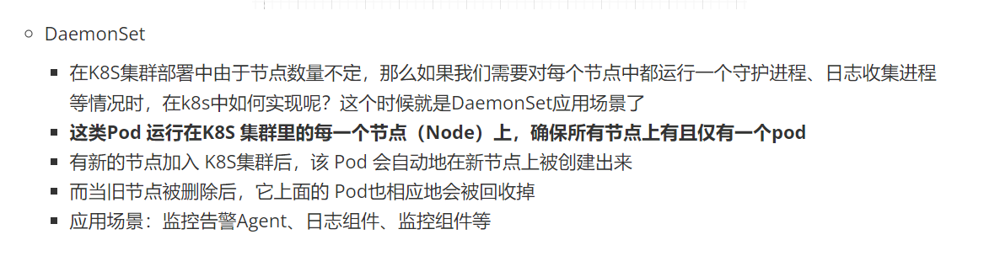 DaemonSet
在K8S集群部署中由于节点数量不定，那么如果我们需要对每个节点中都运行一个守护进程、日志收集进程
等情况时，在k8s中如何实现呢？这个时候就是DaemonSet应用场景了
这类Pod 运行在K8S 集群里的每一个节点（Node）上，确保所有节点上有且仅有一个pod
有新的节点加入 K8S集群后，该 Pod 会自动地在新节点上被创建出来
而当旧节点被删除后，它上面的 Pod也相应地会被回收掉
应用场景：监控告警Agent、日志组件、监控组件等